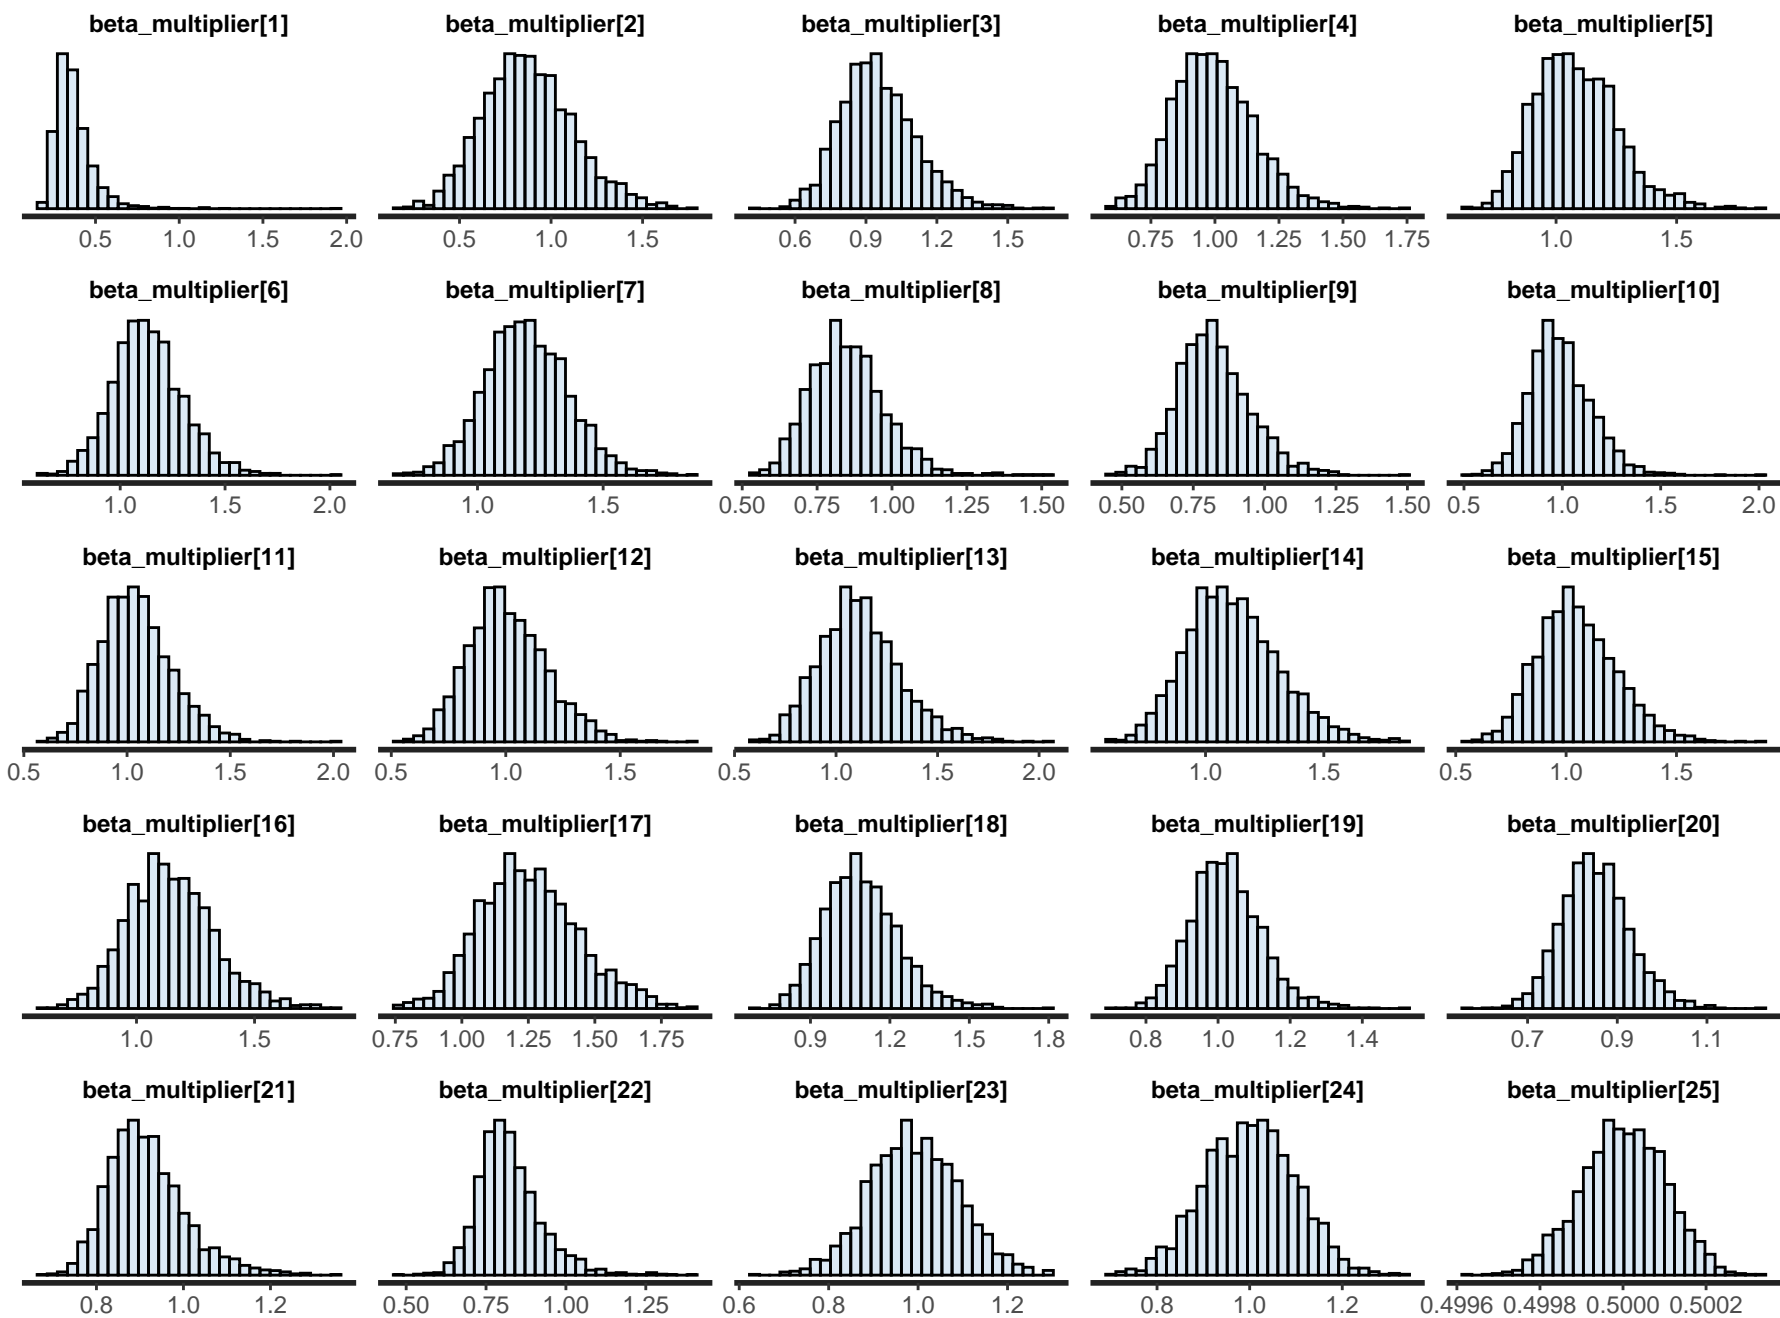 beta_multiplier[1] beta_multiplier[2] beta_multiplier[3] beta_multiplier[4] beta_multiplier[5]
0.5 1.0 1.5 2.0 0.5 1.0 1.5 0.6 0.9 1.2 1.5 0.75 1.00 1.25 1.50 1.75 1.0 1.5
beta_multiplier[6] beta_multiplier[7] beta_multiplier[8] beta_multiplier[9] beta_multiplier[10]
1.0 1.5 2.0 1.0 1.5 0.50 0.75 1.00 1.25 1.50 0.50 0.75 1.00 1.25 1.50 0.5 1.0 1.5 2.0
beta_multiplier[11] beta_multiplier[12] beta_multiplier[13] beta_multiplier[14] beta_multiplier[15]
0.5 1.0 1.5 2.0 0.5 1.0 1.5 0.5 1.0 1.5 2.0 1.0 1.5 0.5 1.0 1.5
beta_multiplier[16] beta_multiplier[17] beta_multiplier[18] beta_multiplier[19] beta_multiplier[20]
1.0 1.5 0.75 1.00 1.25 1.50 1.75 0.9 1.2 1.5 1.8 0.8 1.0 1.2 1.4 0.7 0.9 1.1
beta_multiplier[21] beta_multiplier[22] beta_multiplier[23] beta_multiplier[24] beta_multiplier[25]
0.8 1.0 1.2 0.50 0.75 1.00 1.25 0.6 0.8 1.0 1.2 0.8 1.0 1.2 0.4996 0.4998 0.5000 0.5002